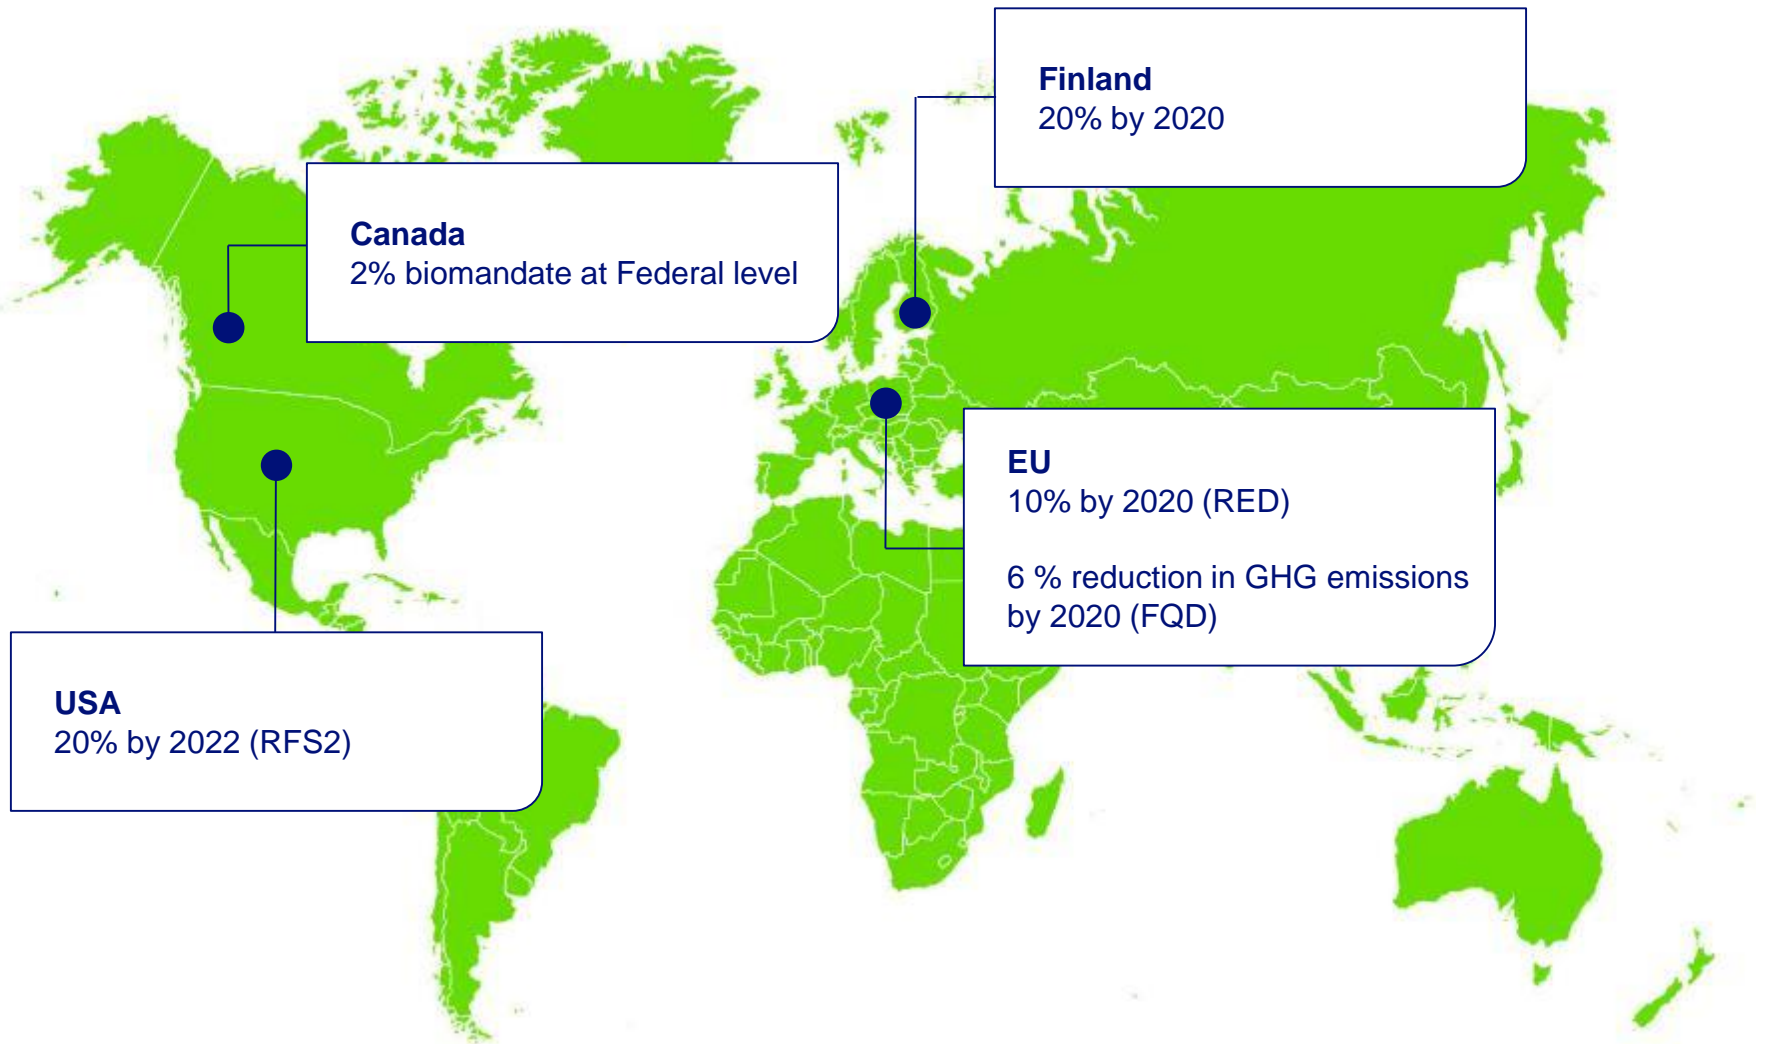 Finland
20% by 2020
Canada
2% biomandate at Federal level
EU
10% by 2020 (RED)
6 % reduction in GHG emissions
by 2020 (FQD)
USA
20% by 2022 (RFS2)